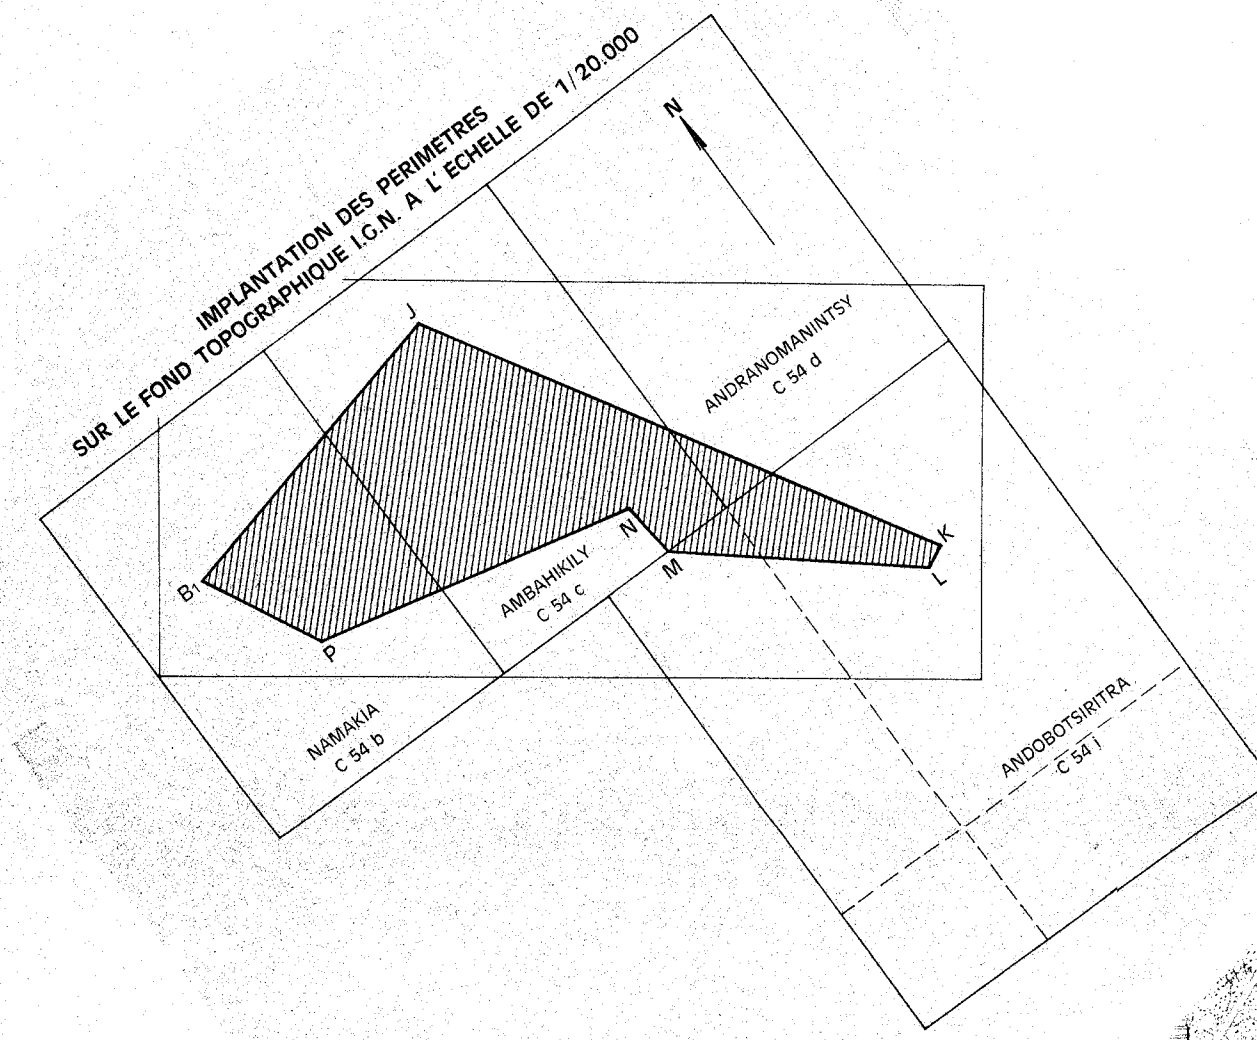 IMPLANTATION DES PERIMÈTRES
SUR LE FOND TOPOGRAPHIQUE I.G.N. A L'ECHELLE DE 1/20.000
N
J
ANDRANOMANINTSY
C 54 d
K
L
N
M
B1
P
AMBAHIKILY
C 54 c
NAMAKIA
C 54 b
ANDOBOTSIRITRA
C 54 i